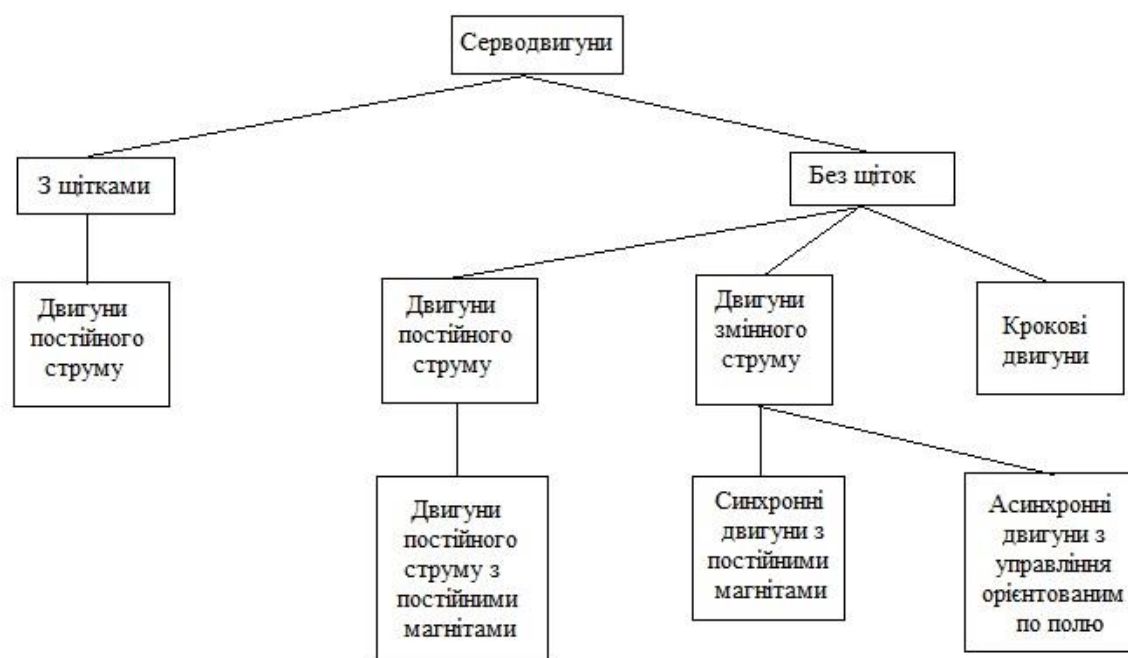 Серводвигуни
З щітками
Без щіток
Двигуни
постійного
струму
Двигуни
постійного
струму
Двигуни
змінного
струму
Крокові
двигуни
Двигуни
постійного
струму з
постійними
магнітами
Синхронні
двигуни з
постійними
магнітами
Асинхронні
двигуни з
управління
орієнтованим
по полю